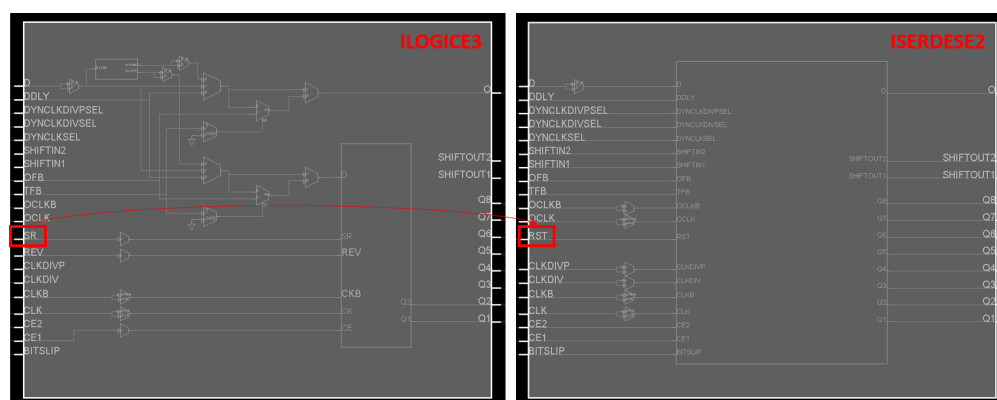 ILOGICE3
D
DDLY
DYNCLKDIVPSEL
DYNCLKDIVSEL
DYNCLKSEL
SHIFTIN2
SHIFTIN1
OFB
TFB
OCLKB
OCLK
SR
REV
CLKDIVP
CLKDIV
CLKB
CLK
CE2
CE1
BITSLIP
D
SR
REV
CKB
CK
CE
Q2
Q1
O
SHIFTOUT2
SHIFTOUT1
Q8
Q7
Q6
Q5
Q4
Q3
Q2
Q1
ISERDESE2
D
DDLY
DYNCLKDIVPSEL
DYNCLKDIVSEL
DYNCLKSEL
SHIFTIN2
SHIFTIN1
OFB
TFB
OCLKB
OCLK
RST
CLKDIVP
CLKDIV
CLKB
CLK
CE2
CE1
BITSLIP
D
DDLY
DYNCLKDIVPSEL
DYNCLKDIVSEL
DYNCLKSEL
SHIFTIN2
SHIFTIN1
OFB
TFB
OCLKB
OCLK
RST
CLKDIVP
CLKDIV
CLKB
CLK
CE2
CE1
BITSLIP
O
SHIFTOUT2
SHIFTOUT1
Q8
Q7
Q6
Q5
Q4
Q3
Q2
Q1
O
SHIFTOUT2
SHIFTOUT1
Q8
Q7
Q6
Q5
Q4
Q3
Q2
Q1